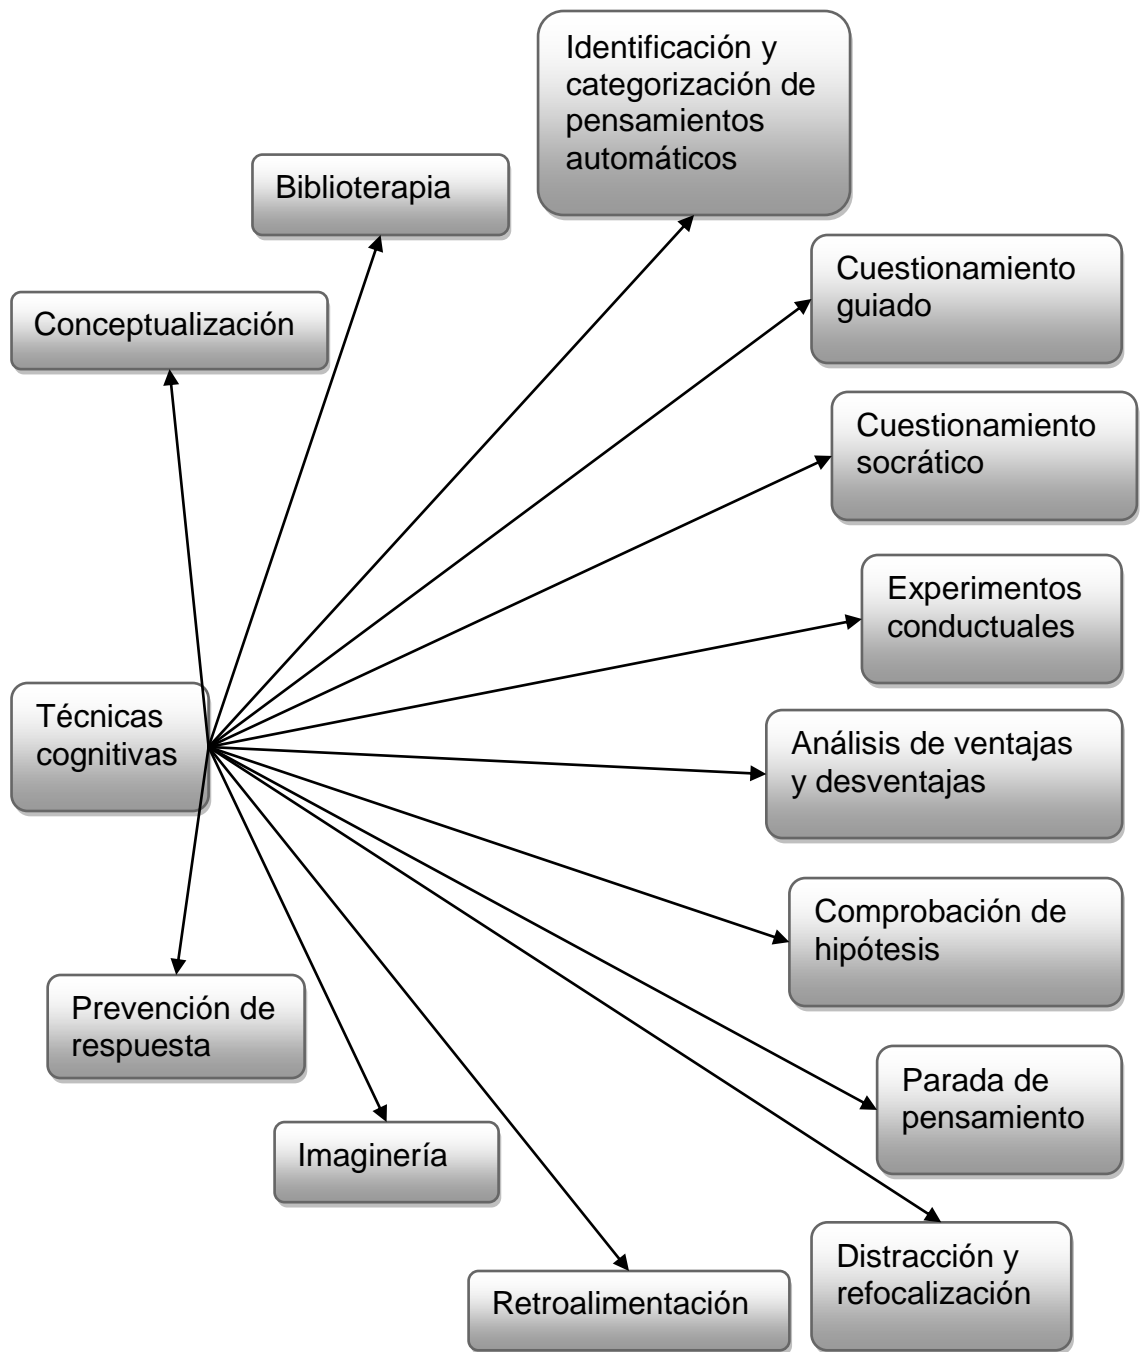 Identificación y
categorización de
pensamientos
automáticos
Biblioterapia
Cuestionamiento
guiado
Conceptualización
Cuestionamiento
socrático
Experimentos
conductuales
Técnicas
cognitivas
Análisis de ventajas
y desventajas
Comprobación de
hipótesis
Prevención de
respuesta
Parada de
pensamiento
Imaginería
Distracción y
refocalización
Retroalimentación